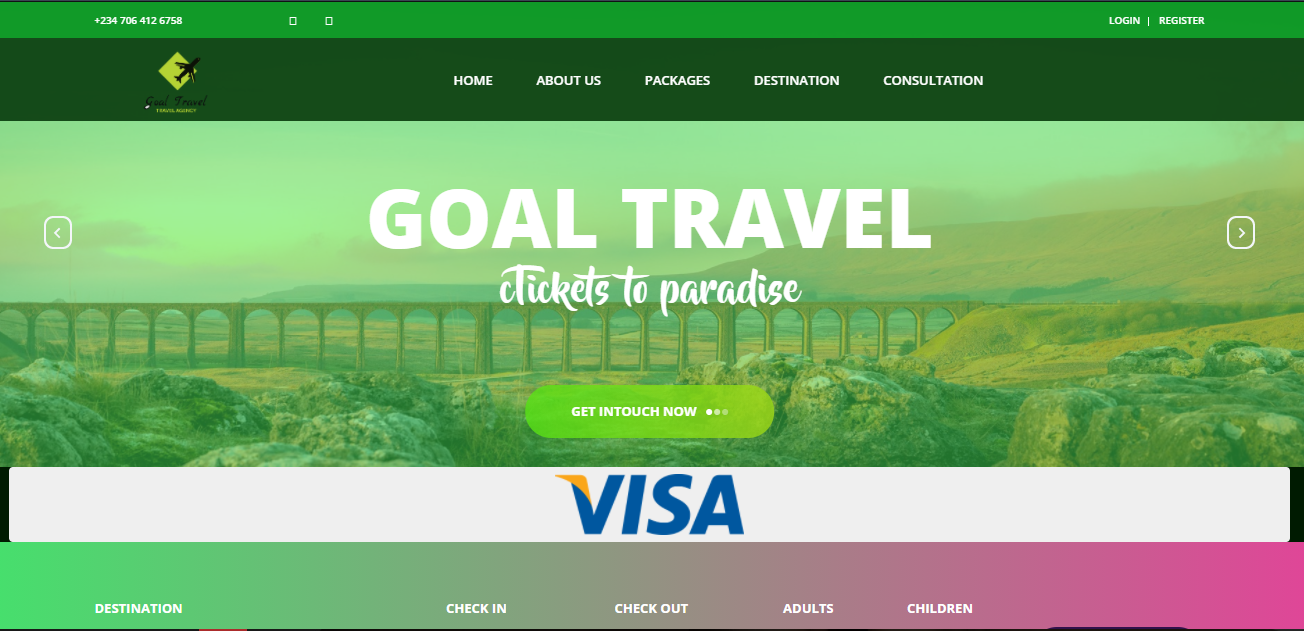 +234 706 412 6758
LOGIN | REGISTER
Goal Travel
TRAVEL AGENCY
HOME ABOUT US PACKAGES DESTINATION CONSULTATION
GOAL TRAVEL
Tickets to paradise
GET INTOUCH NOW
VISA
DESTINATION CHECK IN CHECK OUT ADULTS CHILDREN